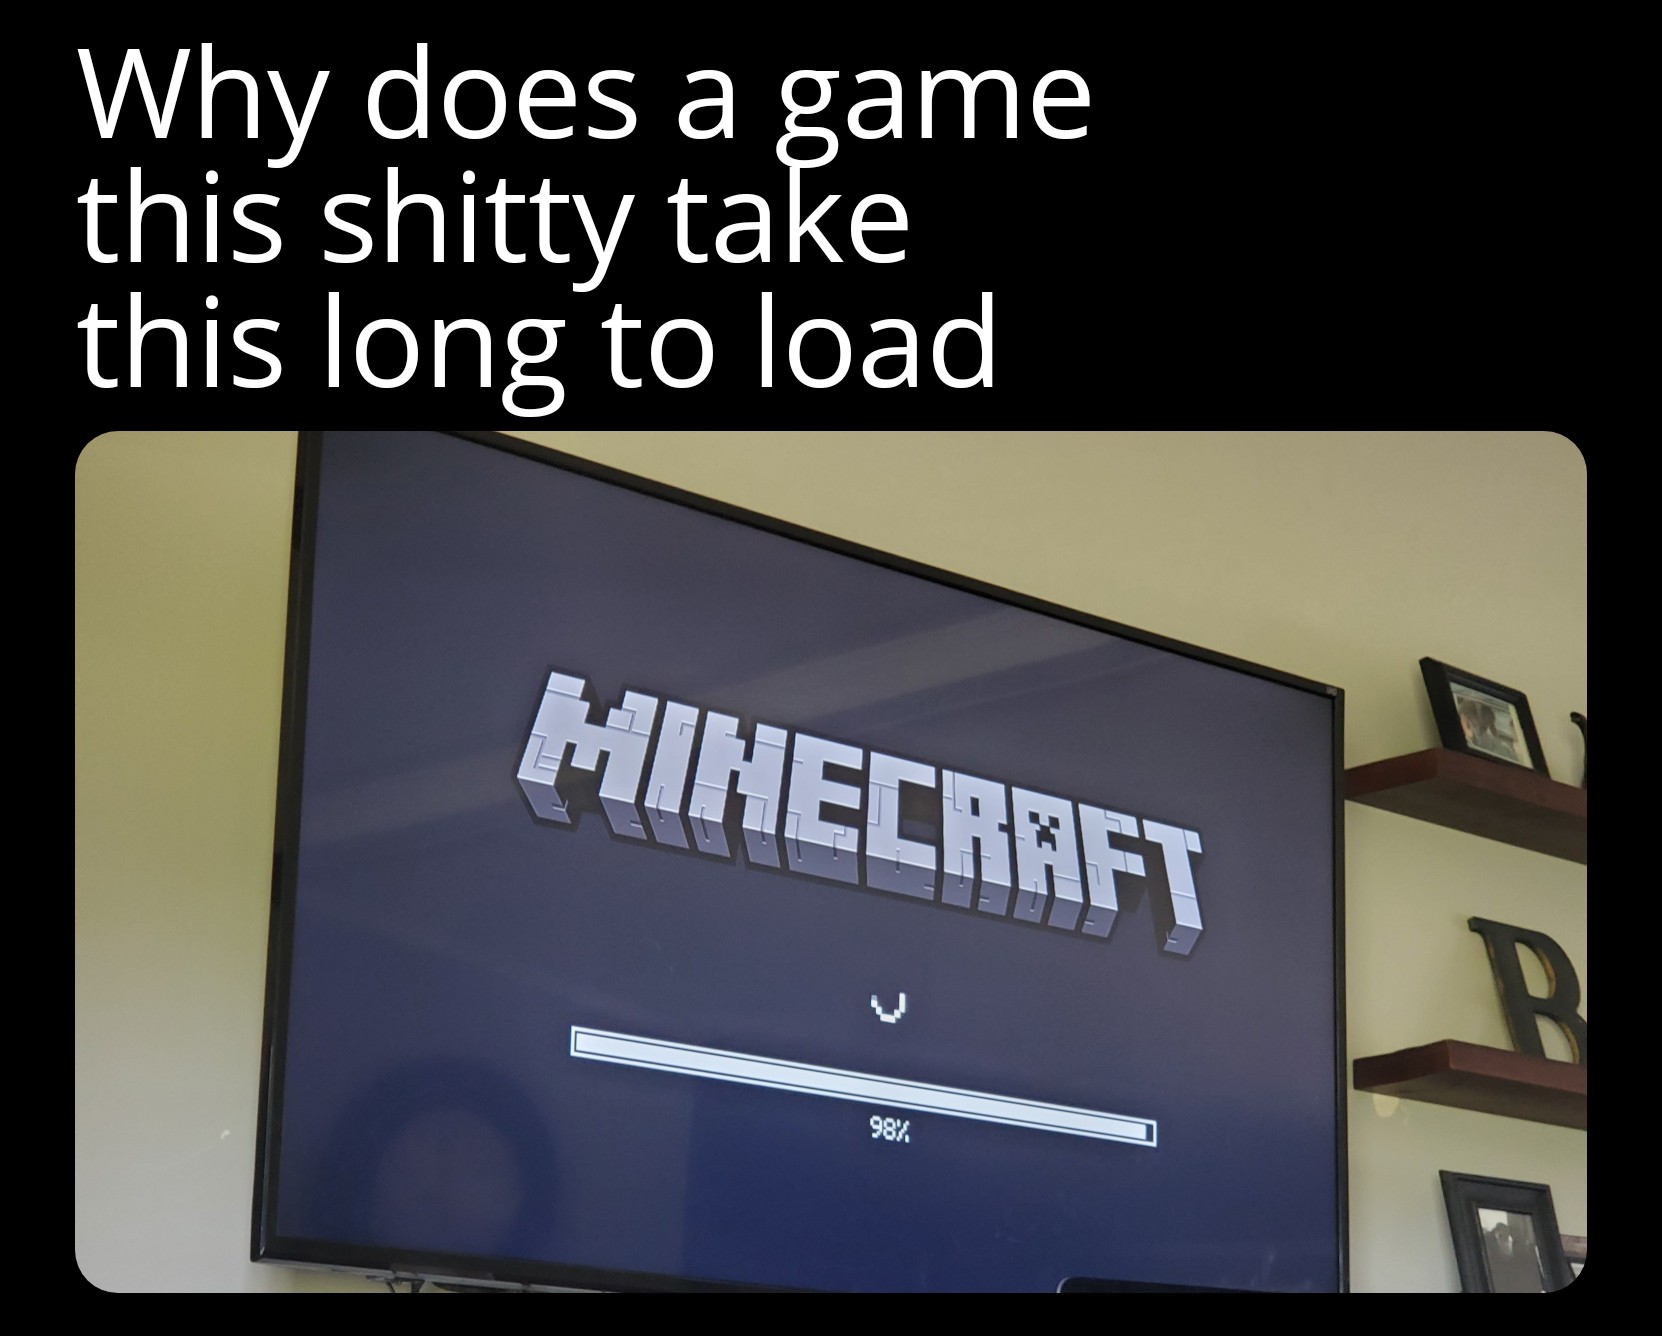 Why does a game
this shitty take
this long to load
MINECRAFT
98%
B